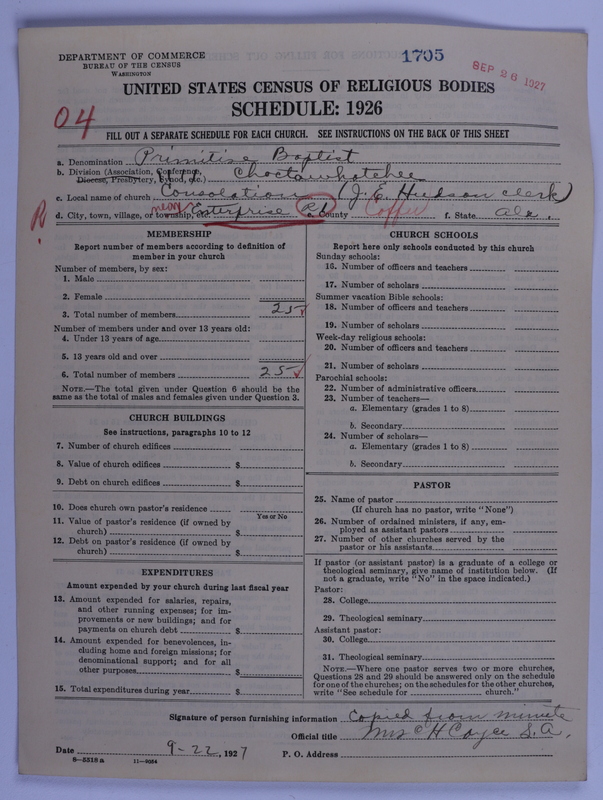 DEPARTMENT OF COMMERCE
BUREAU OF THE CENSUS
WASHINGTON
1705
SEP 26 1927
UNITED STATES CENSUS OF RELIGIOUS BODIES
SCHEDULE: 1926
04
FILL OUT A SEPARATE SCHEDULE FOR EACH CHURCH. SEE INSTRUCTIONS ON THE BACK OF THIS SHEET
a. Denomination Primitive Baptist
b. Division (Association, Conference, Diocese, Presbytery, Synod, etc.) Choctawhatchee
c. Local name of church Consolation (J. E. Hudson clerk)
R
d. City, town, village, or township, etc. near Enterprise R1 e. County Coffee f. State Ala.
MEMBERSHIP
Report number of members according to definition of
member in your church
Number of members, by sex:
1. Male
2. Female
3. Total number of members 25
Number of members under and over 13 years old:
4. Under 13 years of age
5. 13 years old and over
6. Total number of members 25
NOTE.—The total given under Question 6 should be the
same as the total of males and females given under Question 3.
CHURCH BUILDINGS
See instructions, paragraphs 10 to 12
7. Number of church edifices
8. Value of church edifices $
9. Debt on church edifices $
10. Does church own pastor's residence
Yes or No
11. Value of pastor's residence (if owned by
church) $
12. Debt on pastor's residence (if owned by
church) $
EXPENDITURES
Amount expended by your church during last fiscal year
13. Amount expended for salaries, repairs,
and other running expenses; for im-
provements or new buildings; and for
payments on church debt $
14. Amount expended for benevolences, in-
cluding home and foreign missions; for
denominational support; and for all
other purposes $
15. Total expenditures during year $
CHURCH SCHOOLS
Report here only schools conducted by this church
Sunday schools:
16. Number of officers and teachers
17. Number of scholars
Summer vacation Bible schools:
18. Number of officers and teachers
19. Number of scholars
Week-day religious schools:
20. Number of officers and teachers
21. Number of scholars
Parochial schools:
22. Number of administrative officers
23. Number of teachers—
a. Elementary (grades 1 to 8)
b. Secondary
24. Number of scholars—
a. Elementary (grades 1 to 8)
b. Secondary
PASTOR
25. Name of pastor
(If church has no pastor, write "None")
26. Number of ordained ministers, if any, em-
ployed as assistant pastors
27. Number of other churches served by the
pastor or his assistants
If pastor (or assistant pastor) is a graduate of a college or
theological seminary, give name of institution below. (If
not a graduate, write "No" in the space indicated.)
Pastor:
28. College
29. Theological seminary
Assistant pastor:
30. College
31. Theological seminary
NOTE.—Where one pastor serves two or more churches,
Questions 28 and 29 should be answered only on the schedule
for one of the churches; on the schedules for the other churches,
write "See schedule for church."
Signature of person furnishing information Copied from minute
Official title Mrs C H S.A.
Date 9-22, 1927 P. O. Address
8—5318 a 11—9084